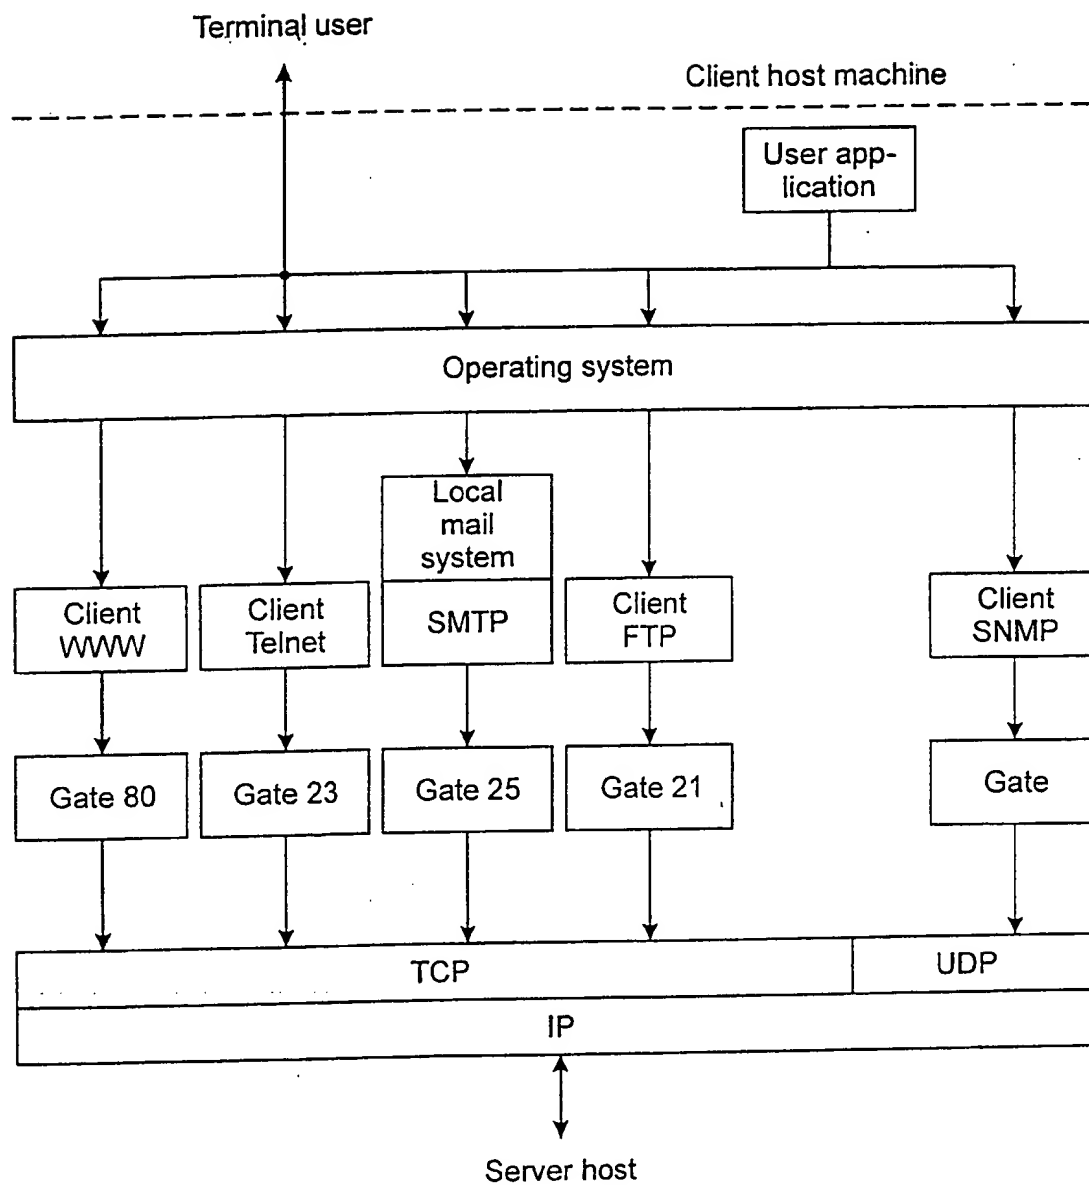 Terminal user
Client host machine
User app-
lication
Operating system
Local
mail
system
Client
WWW
Client
Telnet
SMTP
Client
FTP
Client
SNMP
Gate 80
Gate 23
Gate 25
Gate 21
Gate
TCP
UDP
IP
Server host